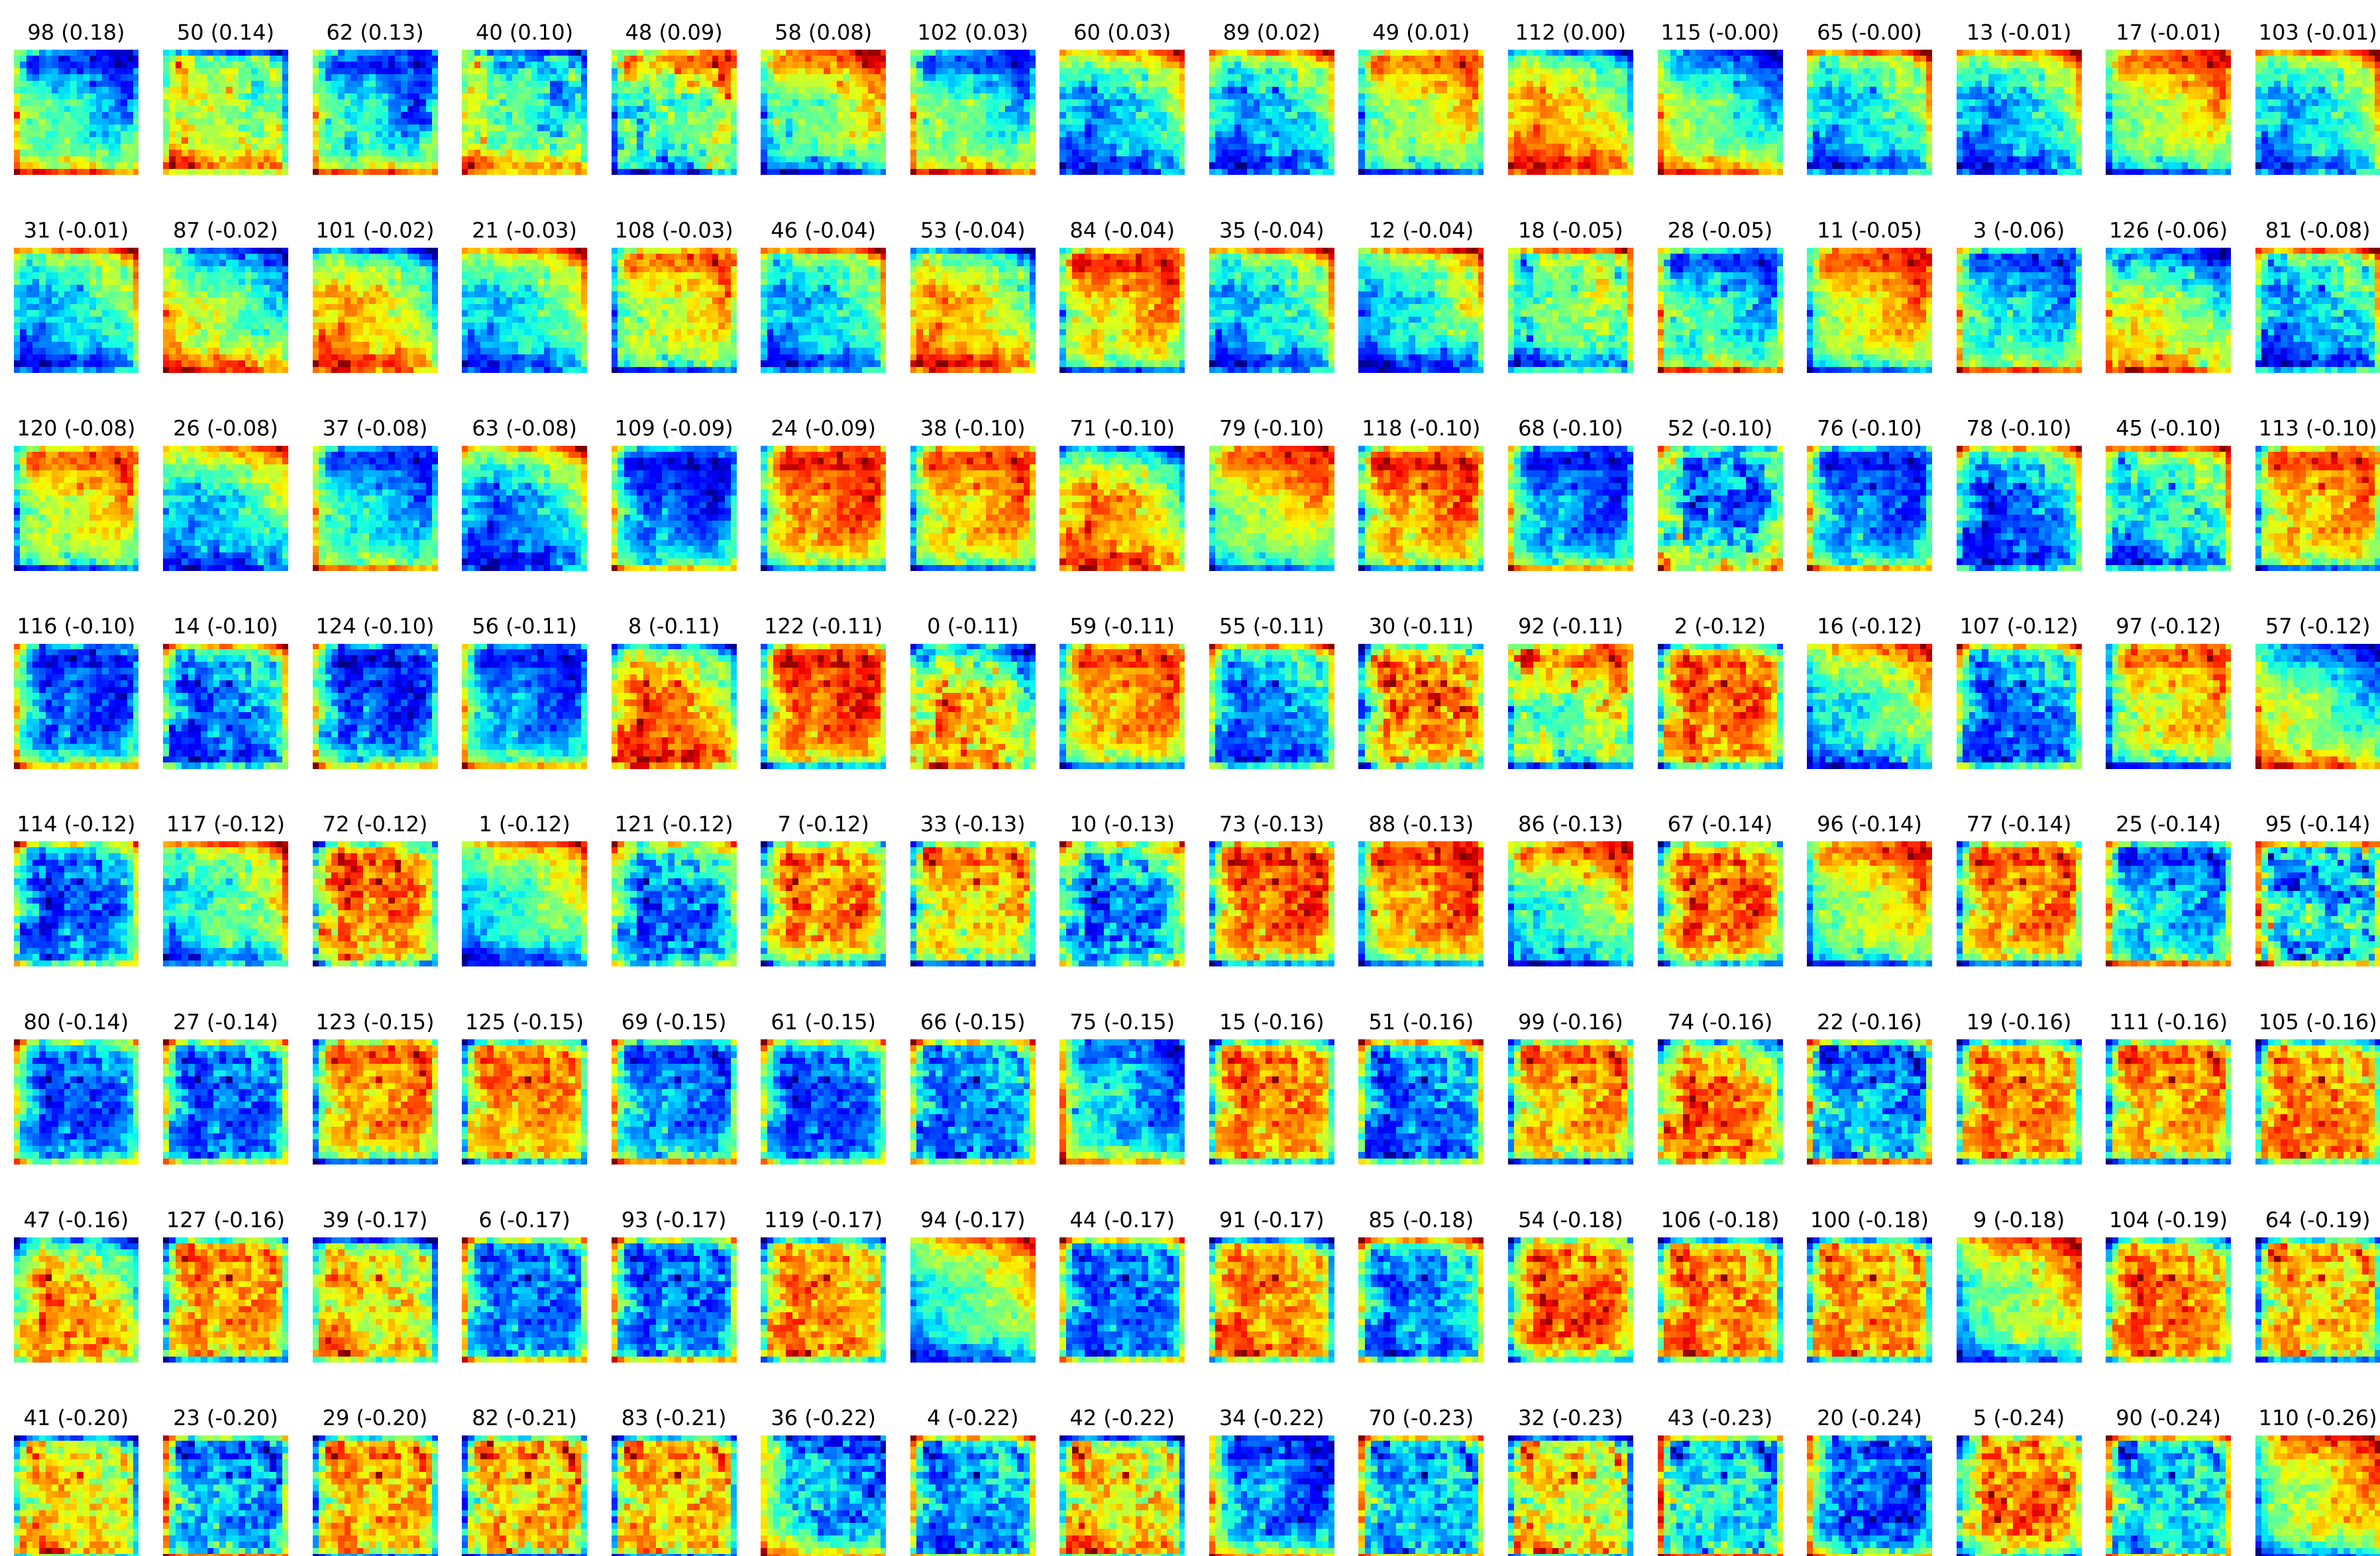 98 (0.18) 50 (0.14) 62 (0.13) 40 (0.10) 48 (0.09) 58 (0.08) 102 (0.03) 60 (0.03) 89 (0.02) 49 (0.01) 112 (0.00) 115 (-0.00) 65 (-0.00) 13 (-0.01) 17 (-0.01) 103 (-0.01)
31 (-0.01) 87 (-0.02) 101 (-0.02) 21 (-0.03) 108 (-0.03) 46 (-0.04) 53 (-0.04) 84 (-0.04) 35 (-0.04) 12 (-0.04) 18 (-0.05) 28 (-0.05) 11 (-0.05) 3 (-0.06) 126 (-0.06) 81 (-0.08)
120 (-0.08) 26 (-0.08) 37 (-0.08) 63 (-0.08) 109 (-0.09) 24 (-0.09) 38 (-0.10) 71 (-0.10) 79 (-0.10) 118 (-0.10) 68 (-0.10) 52 (-0.10) 76 (-0.10) 78 (-0.10) 45 (-0.10) 113 (-0.10)
116 (-0.10) 14 (-0.10) 124 (-0.10) 56 (-0.11) 8 (-0.11) 122 (-0.11) 0 (-0.11) 59 (-0.11) 55 (-0.11) 30 (-0.11) 92 (-0.11) 2 (-0.12) 16 (-0.12) 107 (-0.12) 97 (-0.12) 57 (-0.12)
114 (-0.12) 117 (-0.12) 72 (-0.12) 1 (-0.12) 121 (-0.12) 7 (-0.12) 33 (-0.13) 10 (-0.13) 73 (-0.13) 88 (-0.13) 86 (-0.13) 67 (-0.14) 96 (-0.14) 77 (-0.14) 25 (-0.14) 95 (-0.14)
80 (-0.14) 27 (-0.14) 123 (-0.15) 125 (-0.15) 69 (-0.15) 61 (-0.15) 66 (-0.15) 75 (-0.15) 15 (-0.16) 51 (-0.16) 99 (-0.16) 74 (-0.16) 22 (-0.16) 19 (-0.16) 111 (-0.16) 105 (-0.16)
47 (-0.16) 127 (-0.16) 39 (-0.17) 6 (-0.17) 93 (-0.17) 119 (-0.17) 94 (-0.17) 44 (-0.17) 91 (-0.17) 85 (-0.18) 54 (-0.18) 106 (-0.18) 100 (-0.18) 9 (-0.18) 104 (-0.19) 64 (-0.19)
41 (-0.20) 23 (-0.20) 29 (-0.20) 82 (-0.21) 83 (-0.21) 36 (-0.22) 4 (-0.22) 42 (-0.22) 34 (-0.22) 70 (-0.23) 32 (-0.23) 43 (-0.23) 20 (-0.24) 5 (-0.24) 90 (-0.24) 110 (-0.26)